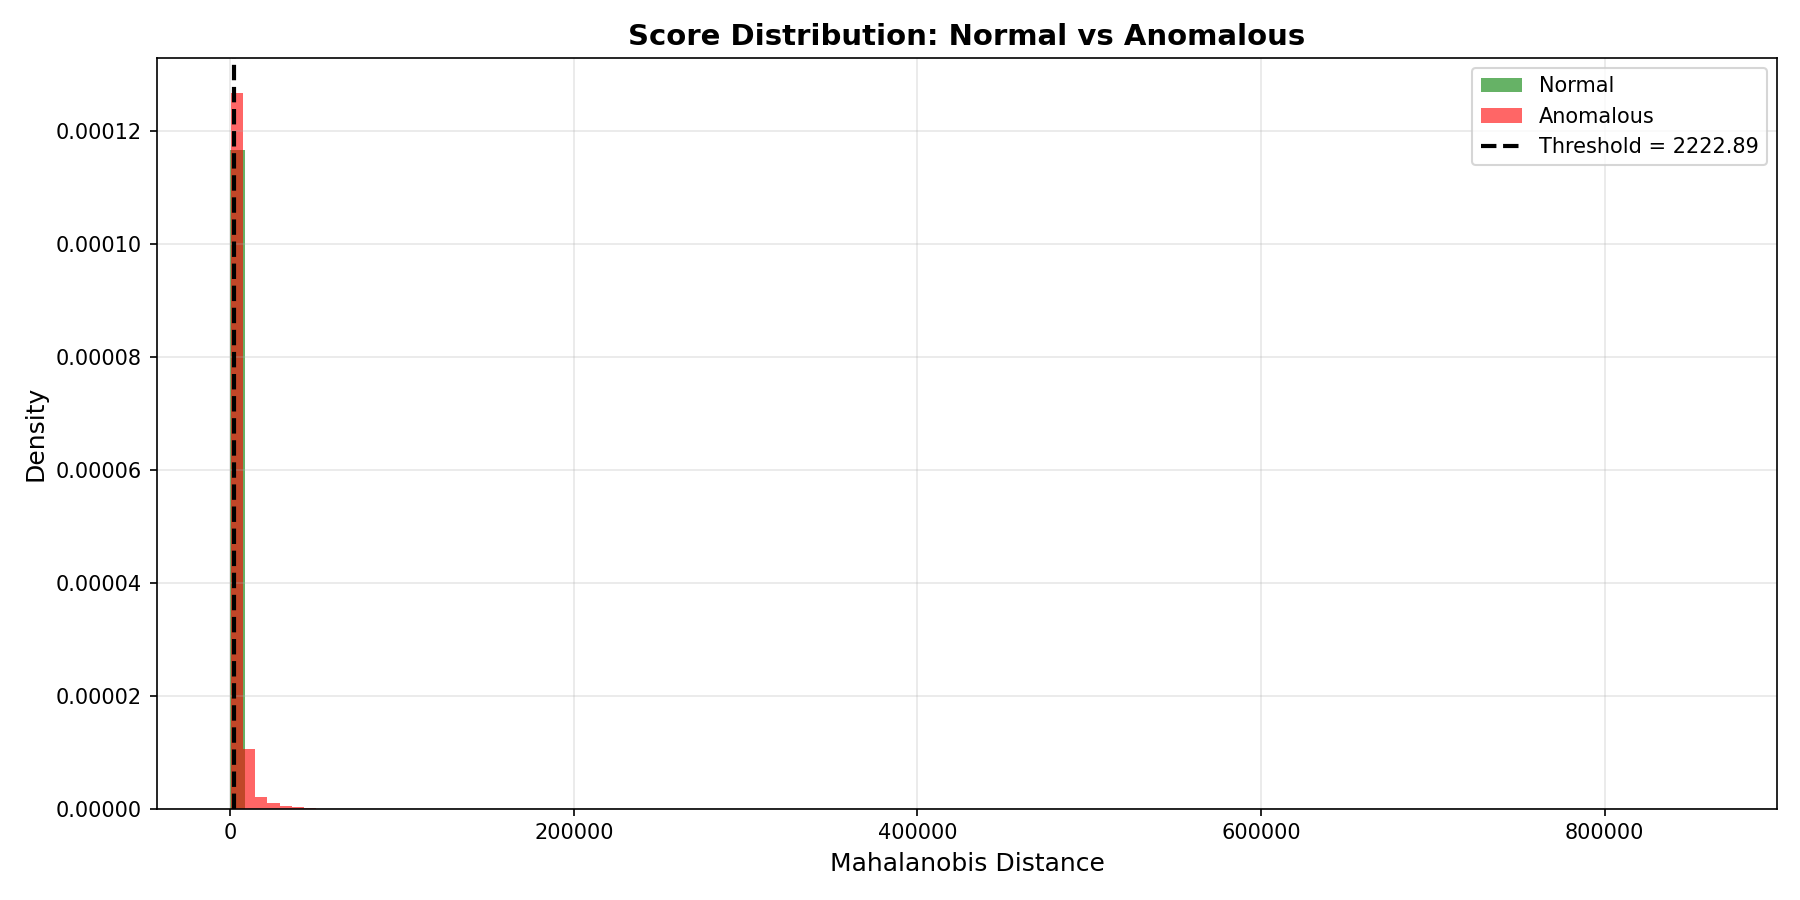 Score Distribution: Normal vs Anomalous
Normal
Anomalous
Threshold = 2222.89
Density
0.00012
0.00010
0.00008
0.00006
0.00004
0.00002
0.00000
0 200000 400000 600000 800000
Mahalanobis Distance